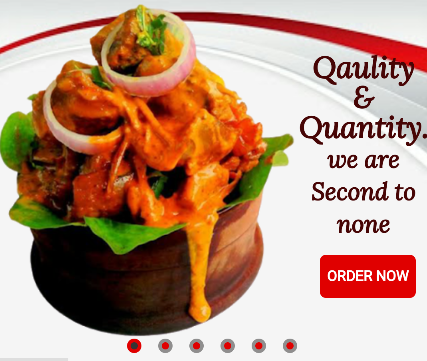 Qaulity
&
Quantity.
we are
Second to
none
ORDER NOW